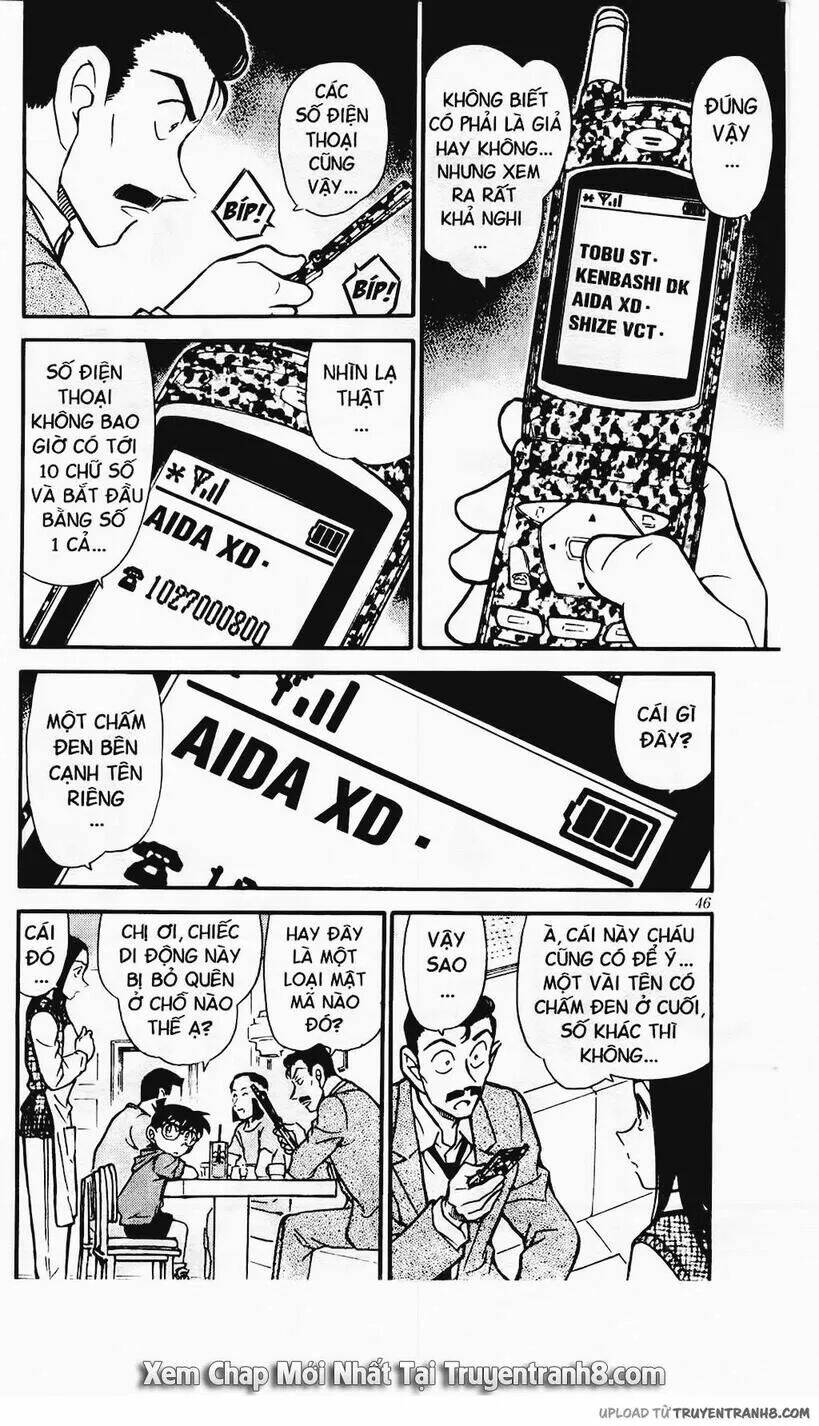 ĐÚNG
VẬY
...
KHÔNG BIẾT
CÓ PHẢI LÀ GIẢ
HAY KHÔNG...
NHƯNG XEM
RA RẤT
KHẢ NGHI
...
TOBU ST·
KENBASHI DK
AIDA XD·
SHIZE VCT·
CÁC
SỐ ĐIỆN
THOẠI
CŨNG
VẬY...
BÍP!
BÍP!
NHÌN LẠ
THẬT
...
SỐ ĐIỆN
THOẠI
KHÔNG BAO
GIỜ CÓ TỚI
10 CHỮ SỐ
VÀ BẮT ĐẦU
BẰNG SỐ
1 CẢ...
AIDA XD·
☎ 1027000800
CÁI GÌ
ĐÂY?
MỘT CHẤM
ĐEN BÊN
CẠNH TÊN
RIÊNG
...
AIDA XD·
46
À, CÁI NÀY CHÁU
CŨNG CÓ ĐỂ Ý...
MỘT VÀI TÊN CÓ
CHẤM ĐEN Ở CUỐI,
SỐ KHÁC THÌ
KHÔNG...
VẬY
SAO
...
HAY ĐÂY
LÀ MỘT
LOẠI MẬT
MÃ NÀO
ĐÓ?
CHỊ ƠI, CHIẾC
DI ĐỘNG NÀY
BỊ BỎ QUÊN
Ở CHỖ NÀO
THẾ Ạ?
CÁI
ĐÓ ...
Xem Chap Mới Nhất Tại Truyentranh8.com
UPLOAD TỪ TRUYENTRANH8.COM